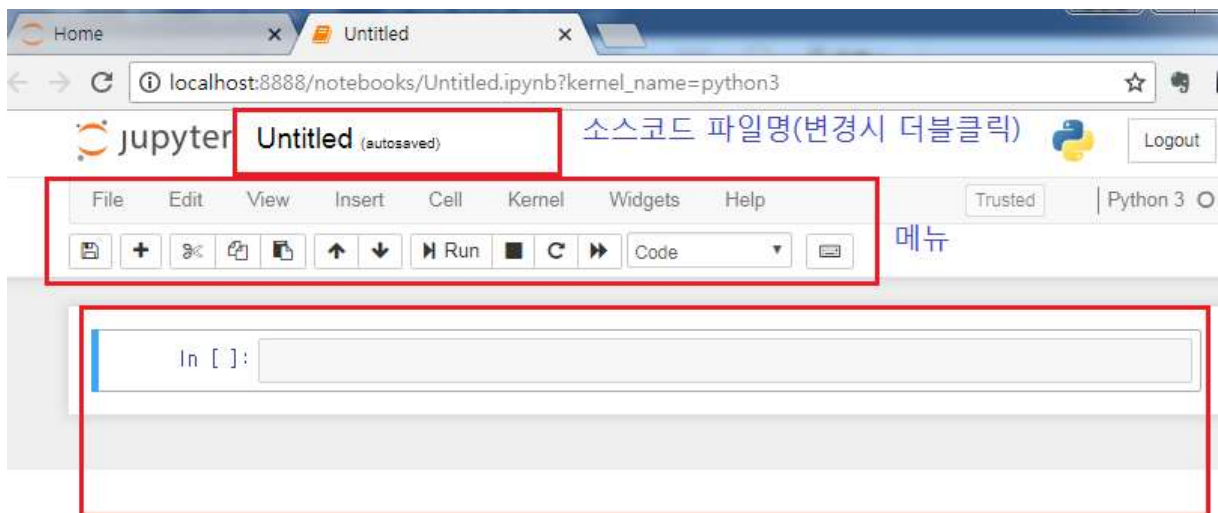 Home
Untitled
localhost:8888/notebooks/Untitled.ipynb?kernel_name=python3
jupyter Untitled (autosaved) 소스코드 파일명(변경시 더블클릭) Logout
File Edit View Insert Cell Kernel Widgets Help Trusted Python 3
Run Code 메뉴
In [ ]: